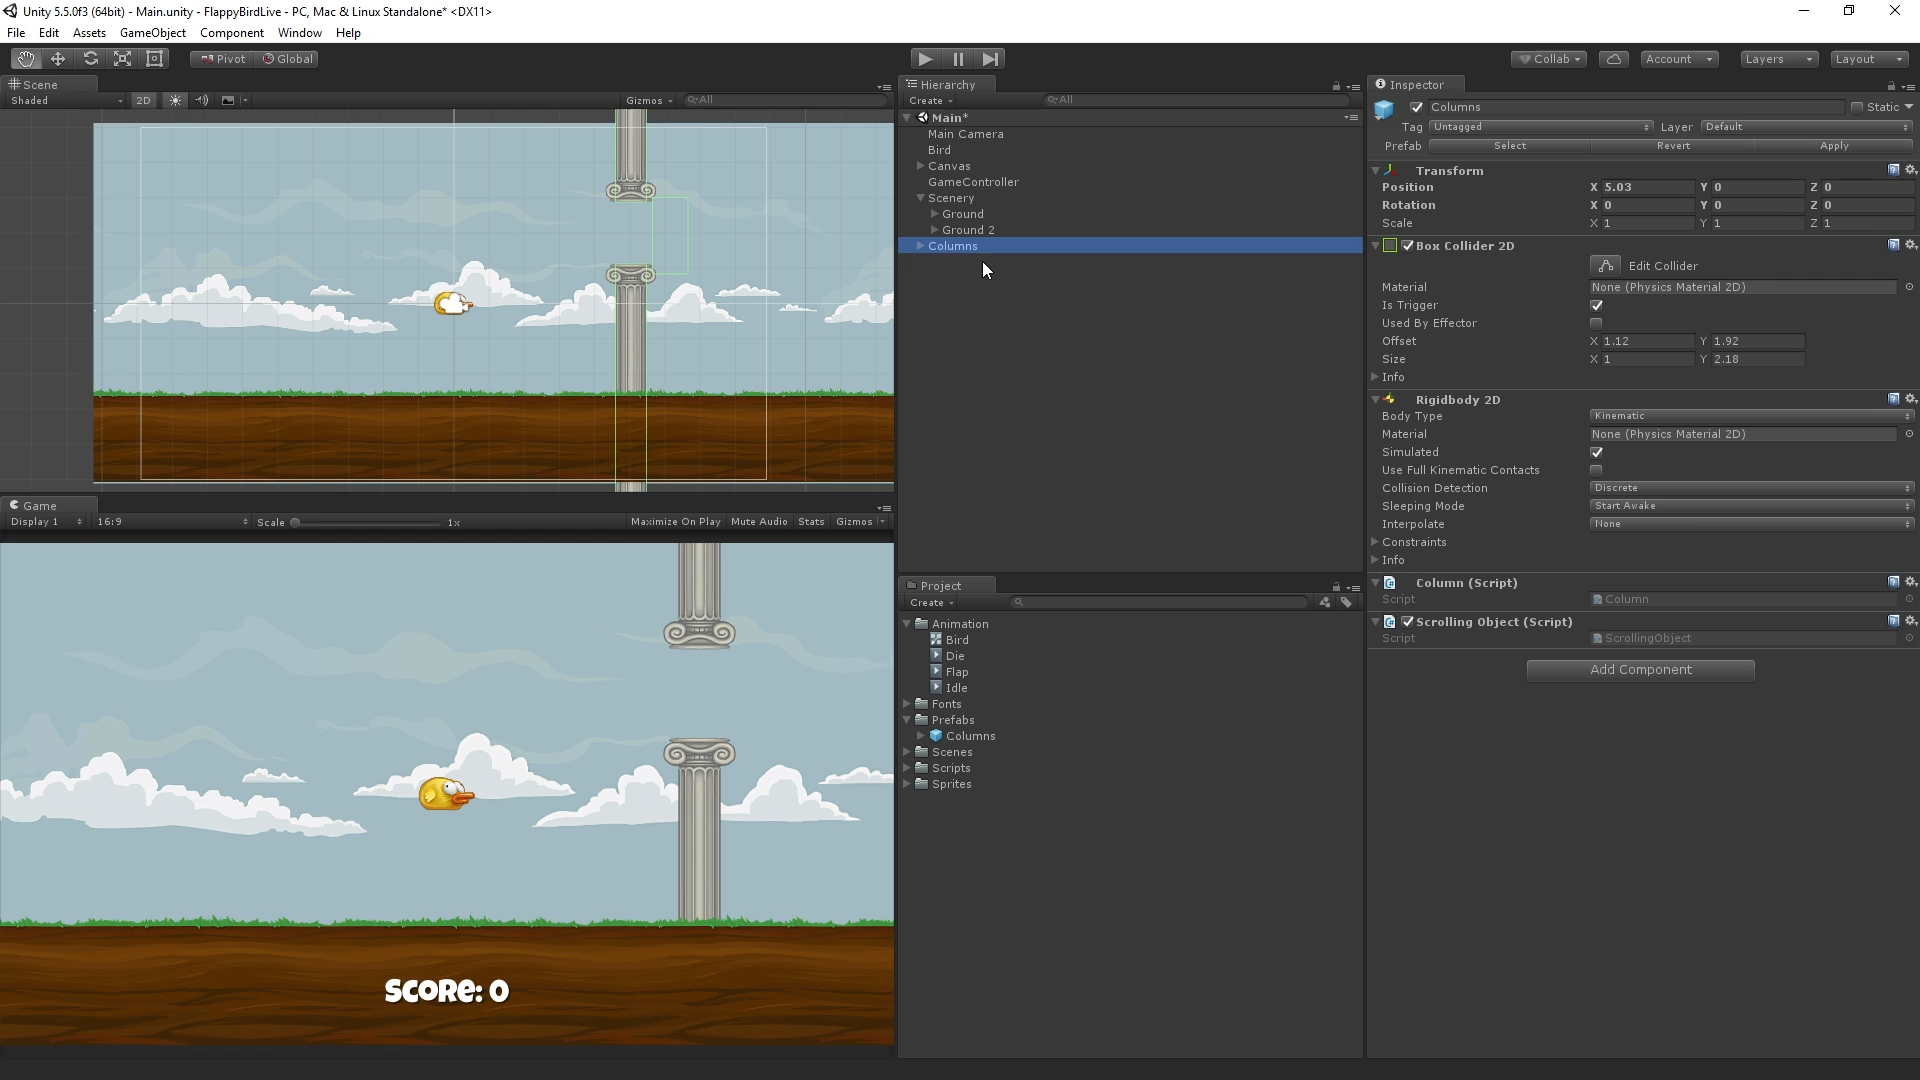 Unity 5.5.0f3 (64bit) - Main.unity - FlappyBirdLive - PC, Mac & Linux Standalone* <DX11>
File Edit Assets GameObject Component Window Help
Pivot Global Collab Account Layers Layout
Scene
Shaded 2D Gizmos All
Game
Display 1 16:9 Scale 1x Maximize On Play Mute Audio Stats Gizmos
SCORE: 0
Hierarchy
Create All
Main*
Main Camera
Bird
Canvas
GameController
Scenery
Ground
Ground 2
Columns
Project
Create
Animation
Bird
Die
Flap
Idle
Fonts
Prefabs
Columns
Scenes
Scripts
Sprites
Inspector
Columns Static
Tag Untagged Layer Default
Prefab Select Revert Apply
Transform
Position X 5.03 Y 0 Z 0
Rotation X 0 Y 0 Z 0
Scale X 1 Y 1 Z 1
Box Collider 2D
Edit Collider
Material None (Physics Material 2D)
Is Trigger
Used By Effector
Offset X 1.12 Y 1.92
Size X 1 Y 2.18
Info
Rigidbody 2D
Body Type Kinematic
Material None (Physics Material 2D)
Simulated
Use Full Kinematic Contacts
Collision Detection Discrete
Sleeping Mode Start Awake
Interpolate None
Constraints
Info
Column (Script)
Script Column
Scrolling Object (Script)
Script ScrollingObject
Add Component